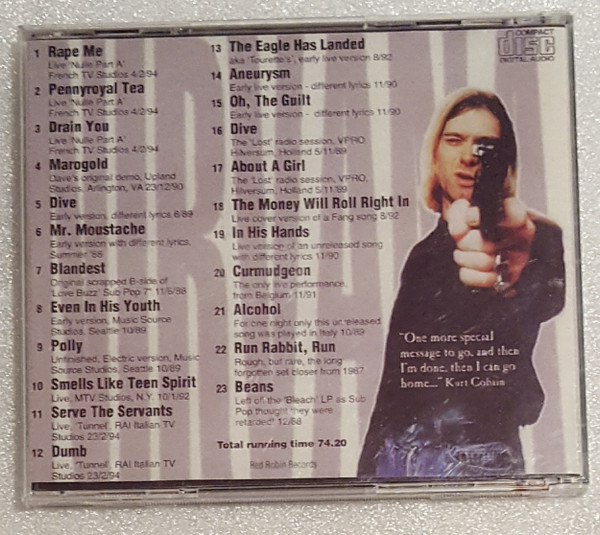 1 Rape Me
Live 'Nulle Part A'
French TV Studios 4/2/94
2 Pennyroyal Tea
Live 'Nulle Part A'
French TV Studios 4/2/94
3 Drain You
Live 'Nulle Part A'
French TV Studios 4/2/94
4 Marogold
Dave's original demo, Upland
Studios, Arlington, VA 23/12/90
5 Dive
Early version, different lyrics 6/89
6 Mr. Moustache
Early version with different lyrics,
Summer '88
7 Blandest
Original scrapped B-side of
'Love Buzz' Sub Pop 7" 11/6/88
8 Even In His Youth
Early version, Music Source
Studios, Seattle 10/89
9 Polly
Unfinished, Electric version, Music
Source Studies, Seattle 10/89
10 Smells Like Teen Spirit
Live, MTV Studios, N.Y. 10/1/92
11 Serve The Servants
Live, 'Tunnel', RAI Italian TV
Studios 23/2/94
12 Dumb
Live, 'Tunnel', RAI Italian TV
Studios 23/2/94
13 The Eagle Has Landed
aka 'Tourette's', early live version 8/92
14 Aneurysm
Early live version - different lyrics 11/90
15 Oh, The Guilt
Early live version - different lyrics 11/90
16 Dive
The 'Lost' radio session, VPRO,
Hilversum, Holland 5/11/89
17 About A Girl
The 'Lost' radio session, VPRO,
Hilversum, Holland 5/11/89
18 The Money Will Roll Right In
Live cover version of a Fang song 8/92
19 In His Hands
Live version of an unreleased song
with different lyrics 11/90
20 Curmudgeon
The only live performance,
from Belgium 11/91
21 Alcohol
For one night only this unreleased
song was played in Italy 10/89
22 Run Rabbit, Run
Rough, but rare, the long
forgotten set closer from 1987
23 Beans
Left off the 'Bleach' LP as Sub
Pop thought they were
retarded! 12/88
Total running time 74.20
Red Robin Records
COMPACT
disc
DIGITAL AUDIO
"One more special
message to go, and then
I'm done, then I can go
home..." Kurt Cobain